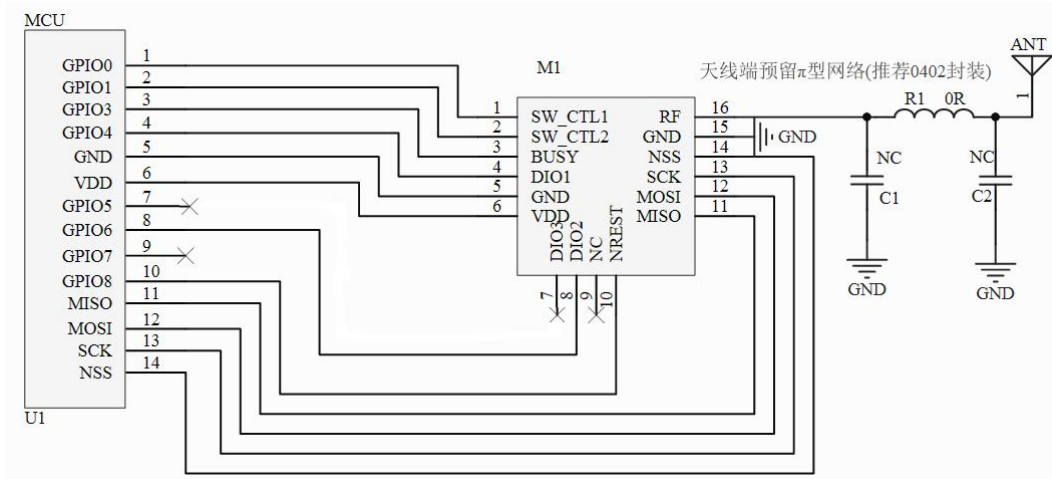 MCU
GPIO0 1
GPIO1 2
GPIO3 3
GPIO4 4
GND 5
VDD 6
GPIO5 7
GPIO6 8
GPIO7 9
GPIO8 10
MISO 11
MOSI 12
SCK 13
NSS 14
U1
M1
1 SW_CTL1
2 SW_CTL2
3 BUSY
4 DIO1
5 GND
6 VDD
7 DIO3
8 DIO2
9 NC
10 NREST
RF 16
GND 15
NSS 14
SCK 13
MOSI 12
MISO 11
GND
天线端预留π型网络(推荐0402封装)
ANT
1
R1 0R
NC
C1
GND
NC
C2
GND